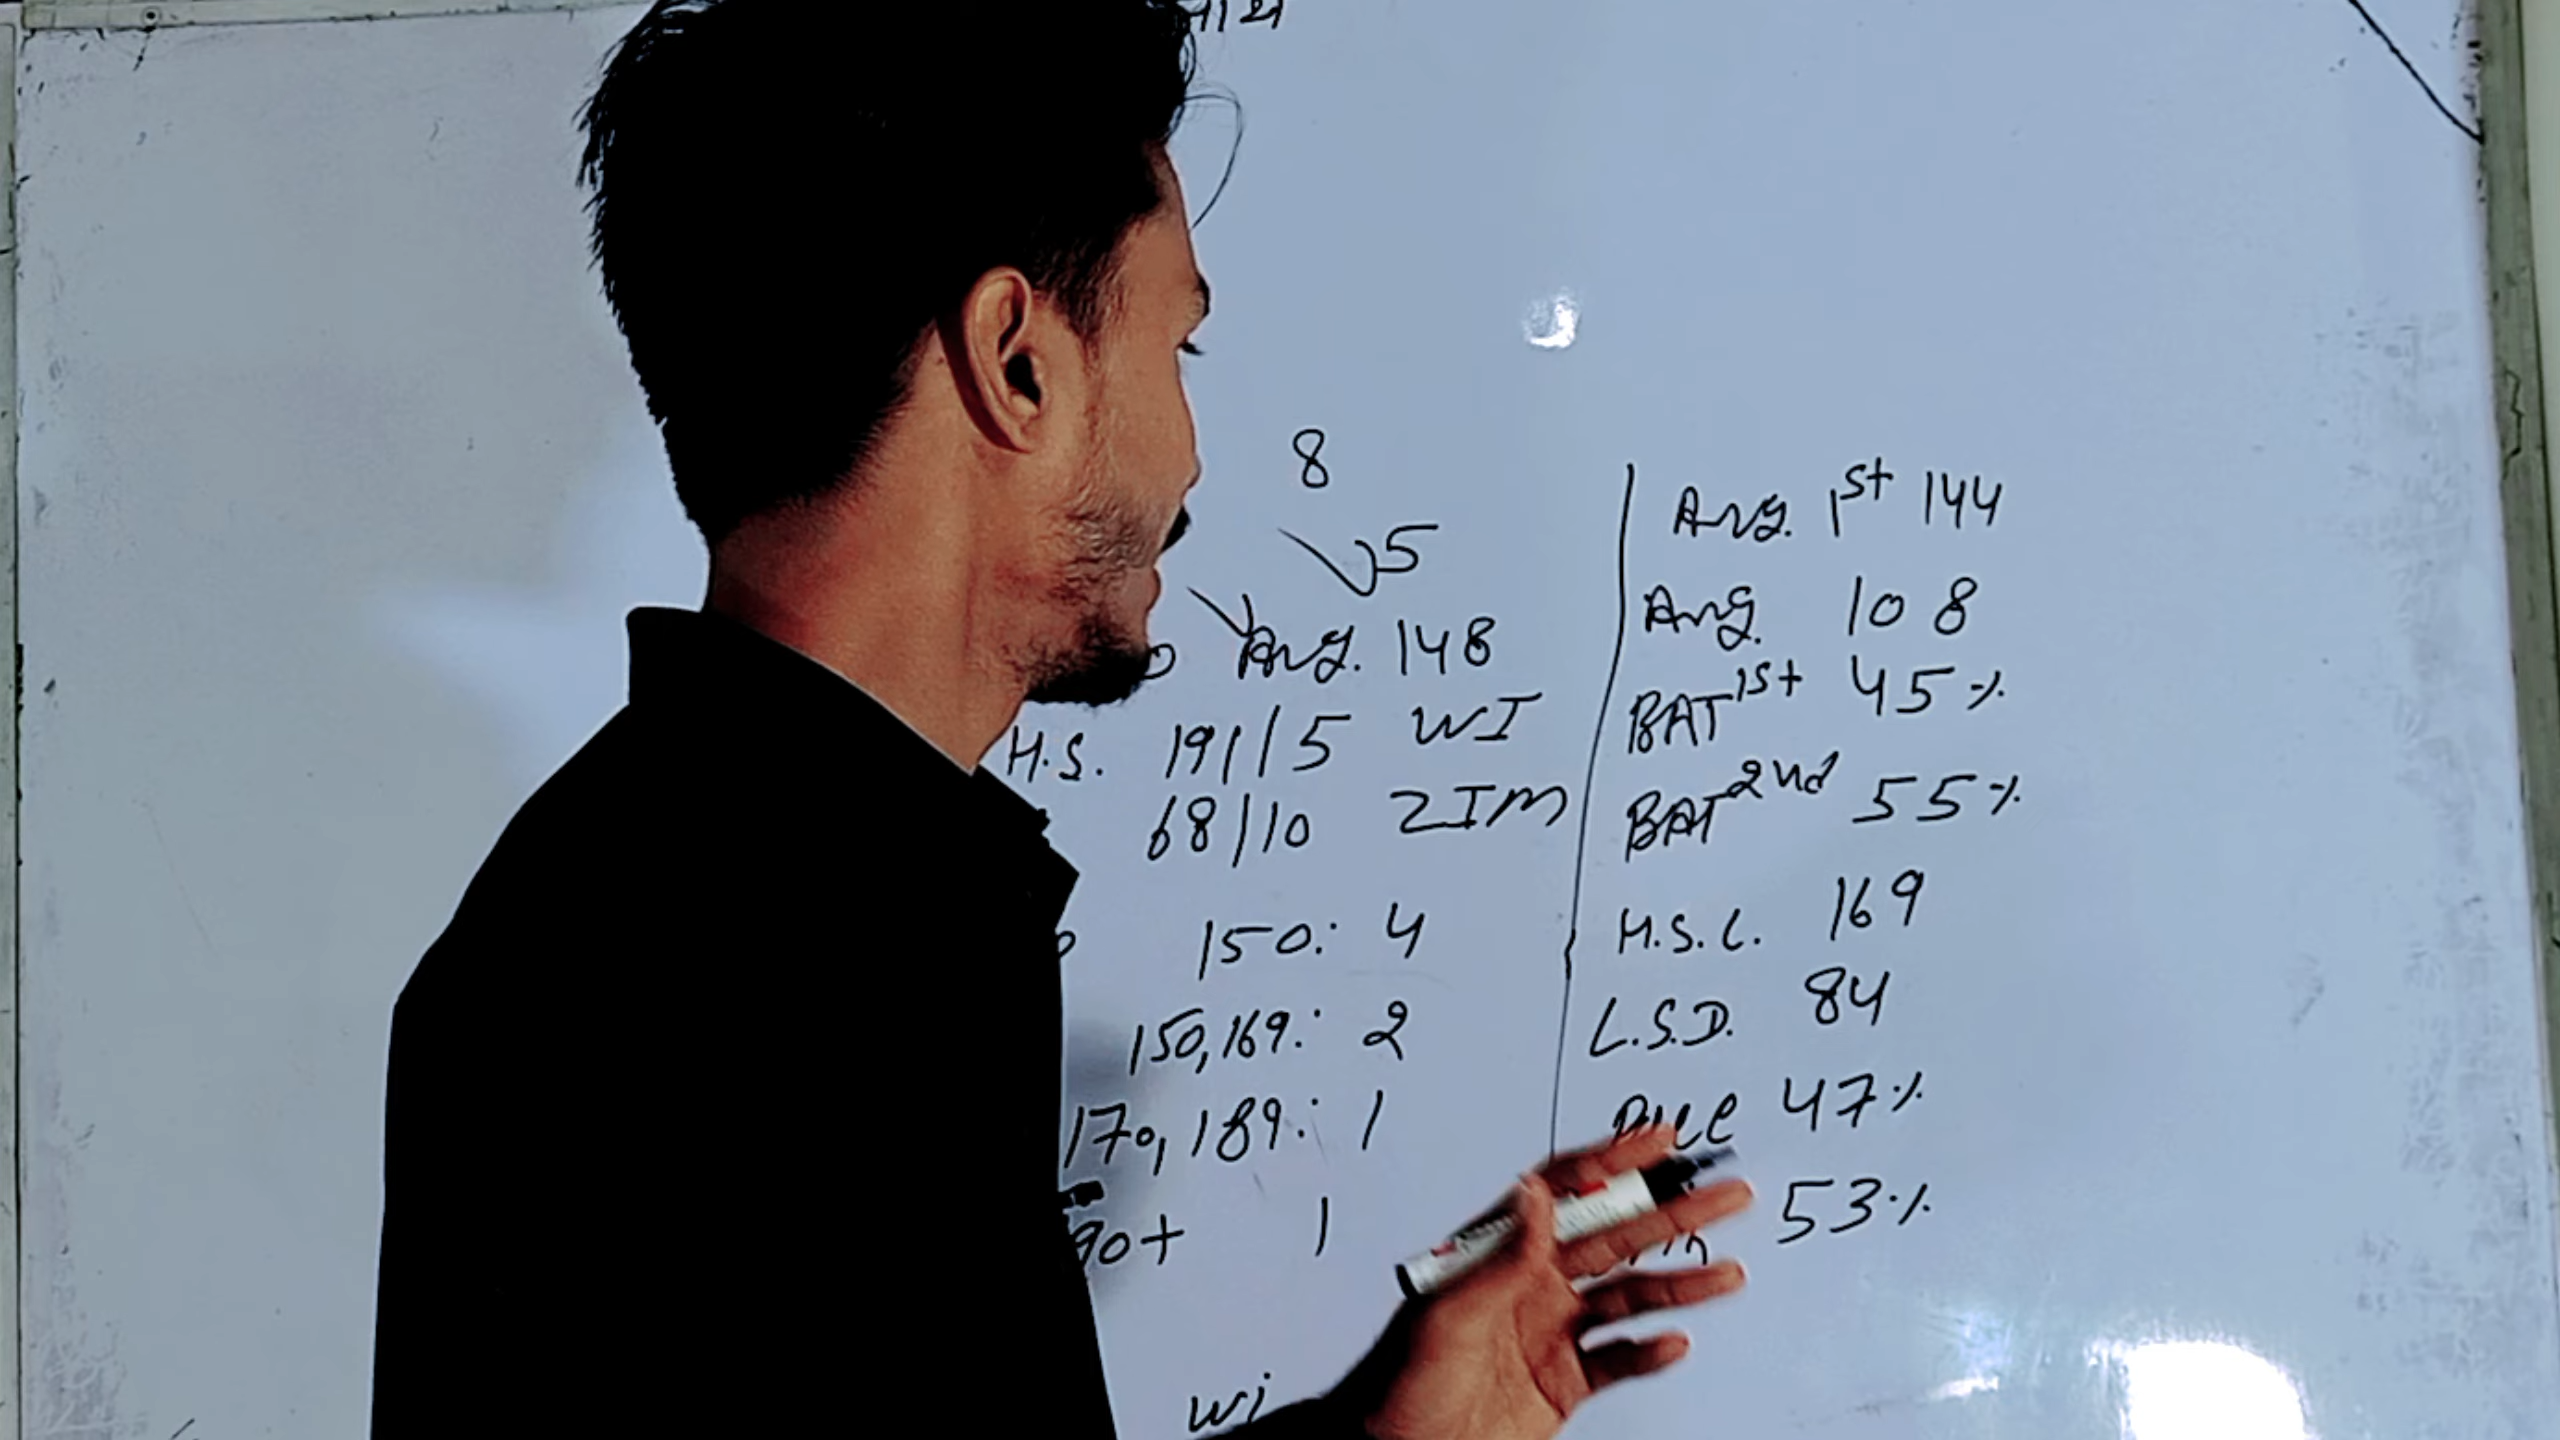 8
5
Avg. 148
H.S. 191/5 WI
68/10 ZIM
150: 4
150,169: 2
170,189: 1
90+ 1
wi
Avg. 1st 144
Avg. 108
BAT 1st 45%
BAT 2nd 55%
H.S.C. 169
L.S.D. 84
47%
53%